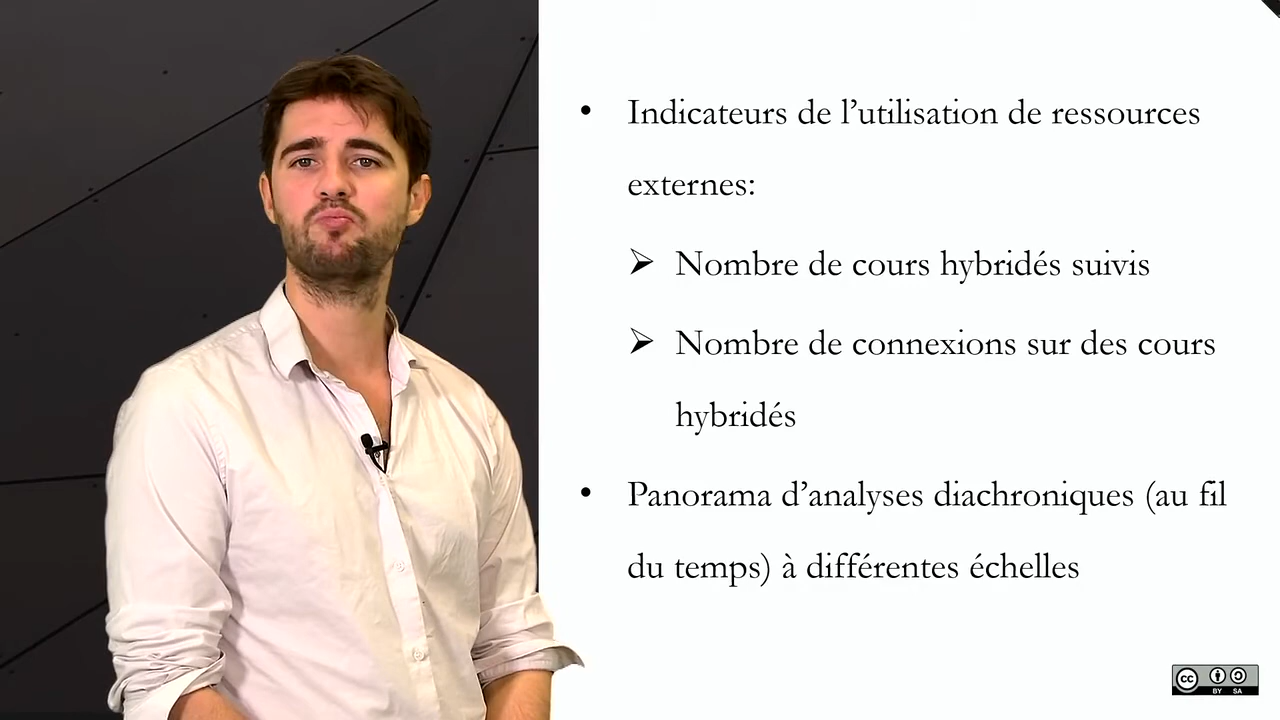 • Indicateurs de l’utilisation de ressources
externes:
➢ Nombre de cours hybridés suivis
➢ Nombre de connexions sur des cours
hybridés
• Panorama d’analyses diachroniques (au fil
du temps) à différentes échelles
cc BY SA